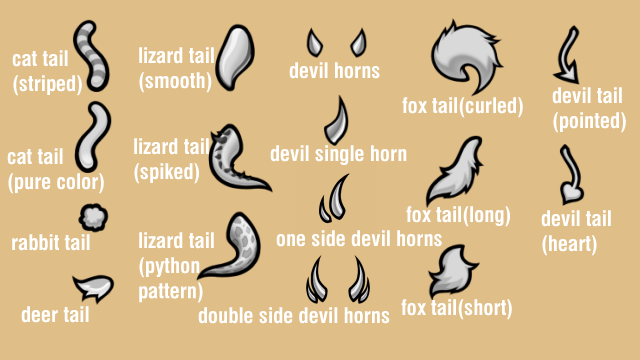 cat tail
(striped)
cat tail
(pure color)
rabbit tail
deer tail
lizard tail
(smooth)
lizard tail
(spiked)
lizard tail
(python
pattern)
devil horns
devil single horn
one side devil horns
double side devil horns
fox tail(curled)
fox tail(long)
fox tail(short)
devil tail
(pointed)
devil tail
(heart)